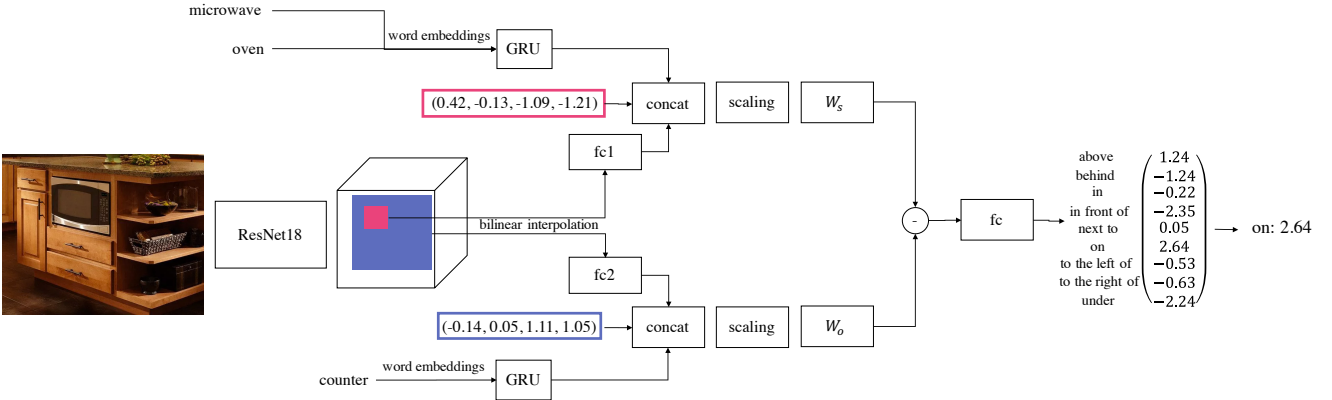 microwave
oven
word embeddings
GRU
(0.42, -0.13, -1.09, -1.21)
concat
scaling
W_s
fc1
ResNet18
bilinear interpolation
fc2
(-0.14, 0.05, 1.11, 1.05)
concat
scaling
W_o
counter
word embeddings
GRU
-
fc
above 1.24
behind −1.24
in −0.22
in front of −2.35
next to 0.05
on 2.64
to the left of −0.53
to the right of −0.63
under −2.24
on: 2.64